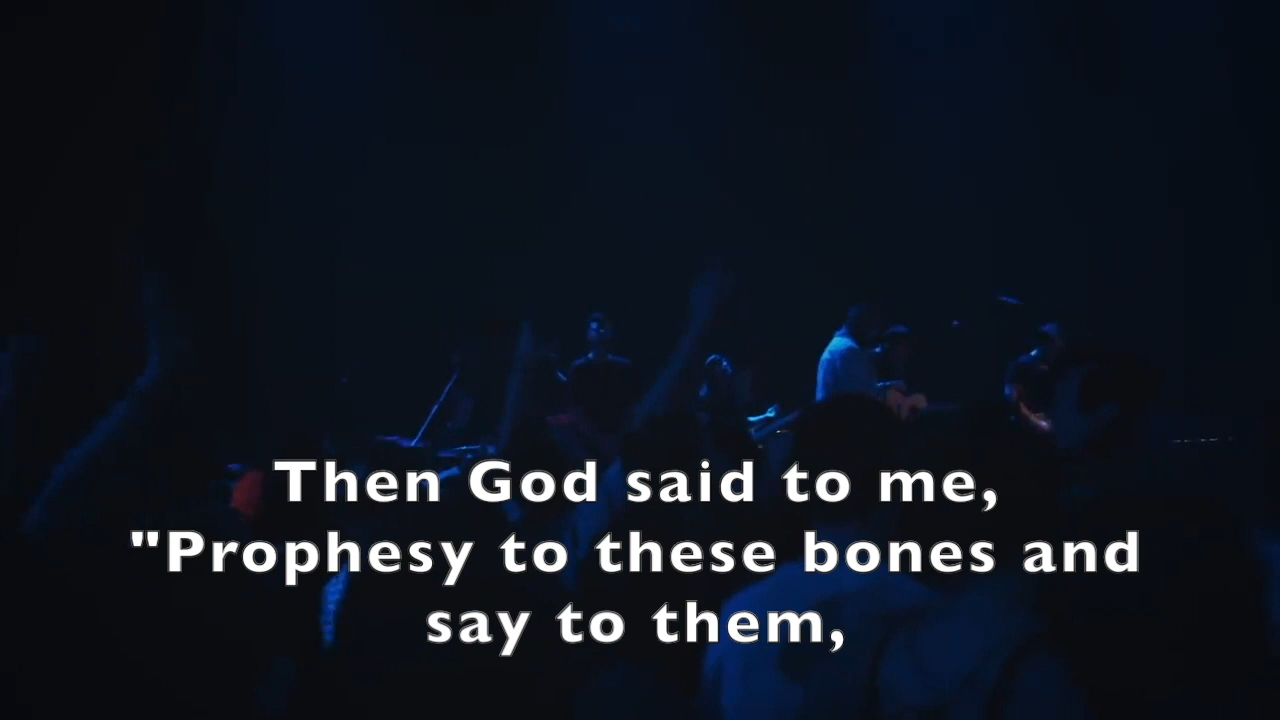 Then God said to me,
"Prophesy to these bones and
say to them,